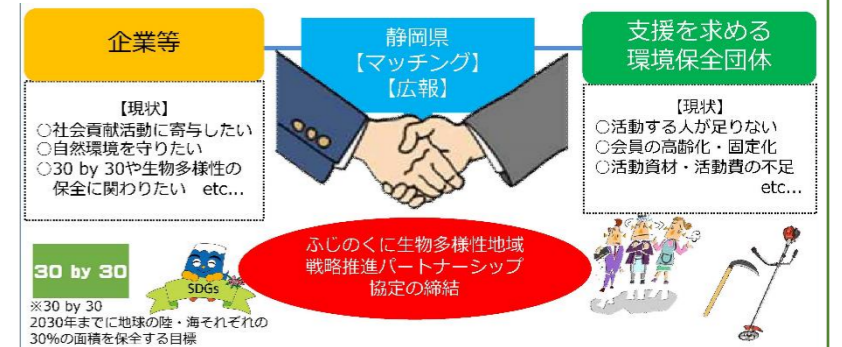 企業等
静岡県
【マッチング】
【広報】
支援を求める
環境保全団体
【現状】
○社会貢献活動に寄与したい
○自然環境を守りたい
○30 by 30や生物多様性の
保全に関わりたい etc...
【現状】
○活動する人が足りない
○会員の高齢化・固定化
○活動資材・活動費の不足
etc...
ふじのくに生物多様性地域
戦略推進パートナーシップ
協定の締結
30 by 30
SDGs
※30 by 30
2030年までに地球の陸・海それぞれの
30%の面積を保全する目標